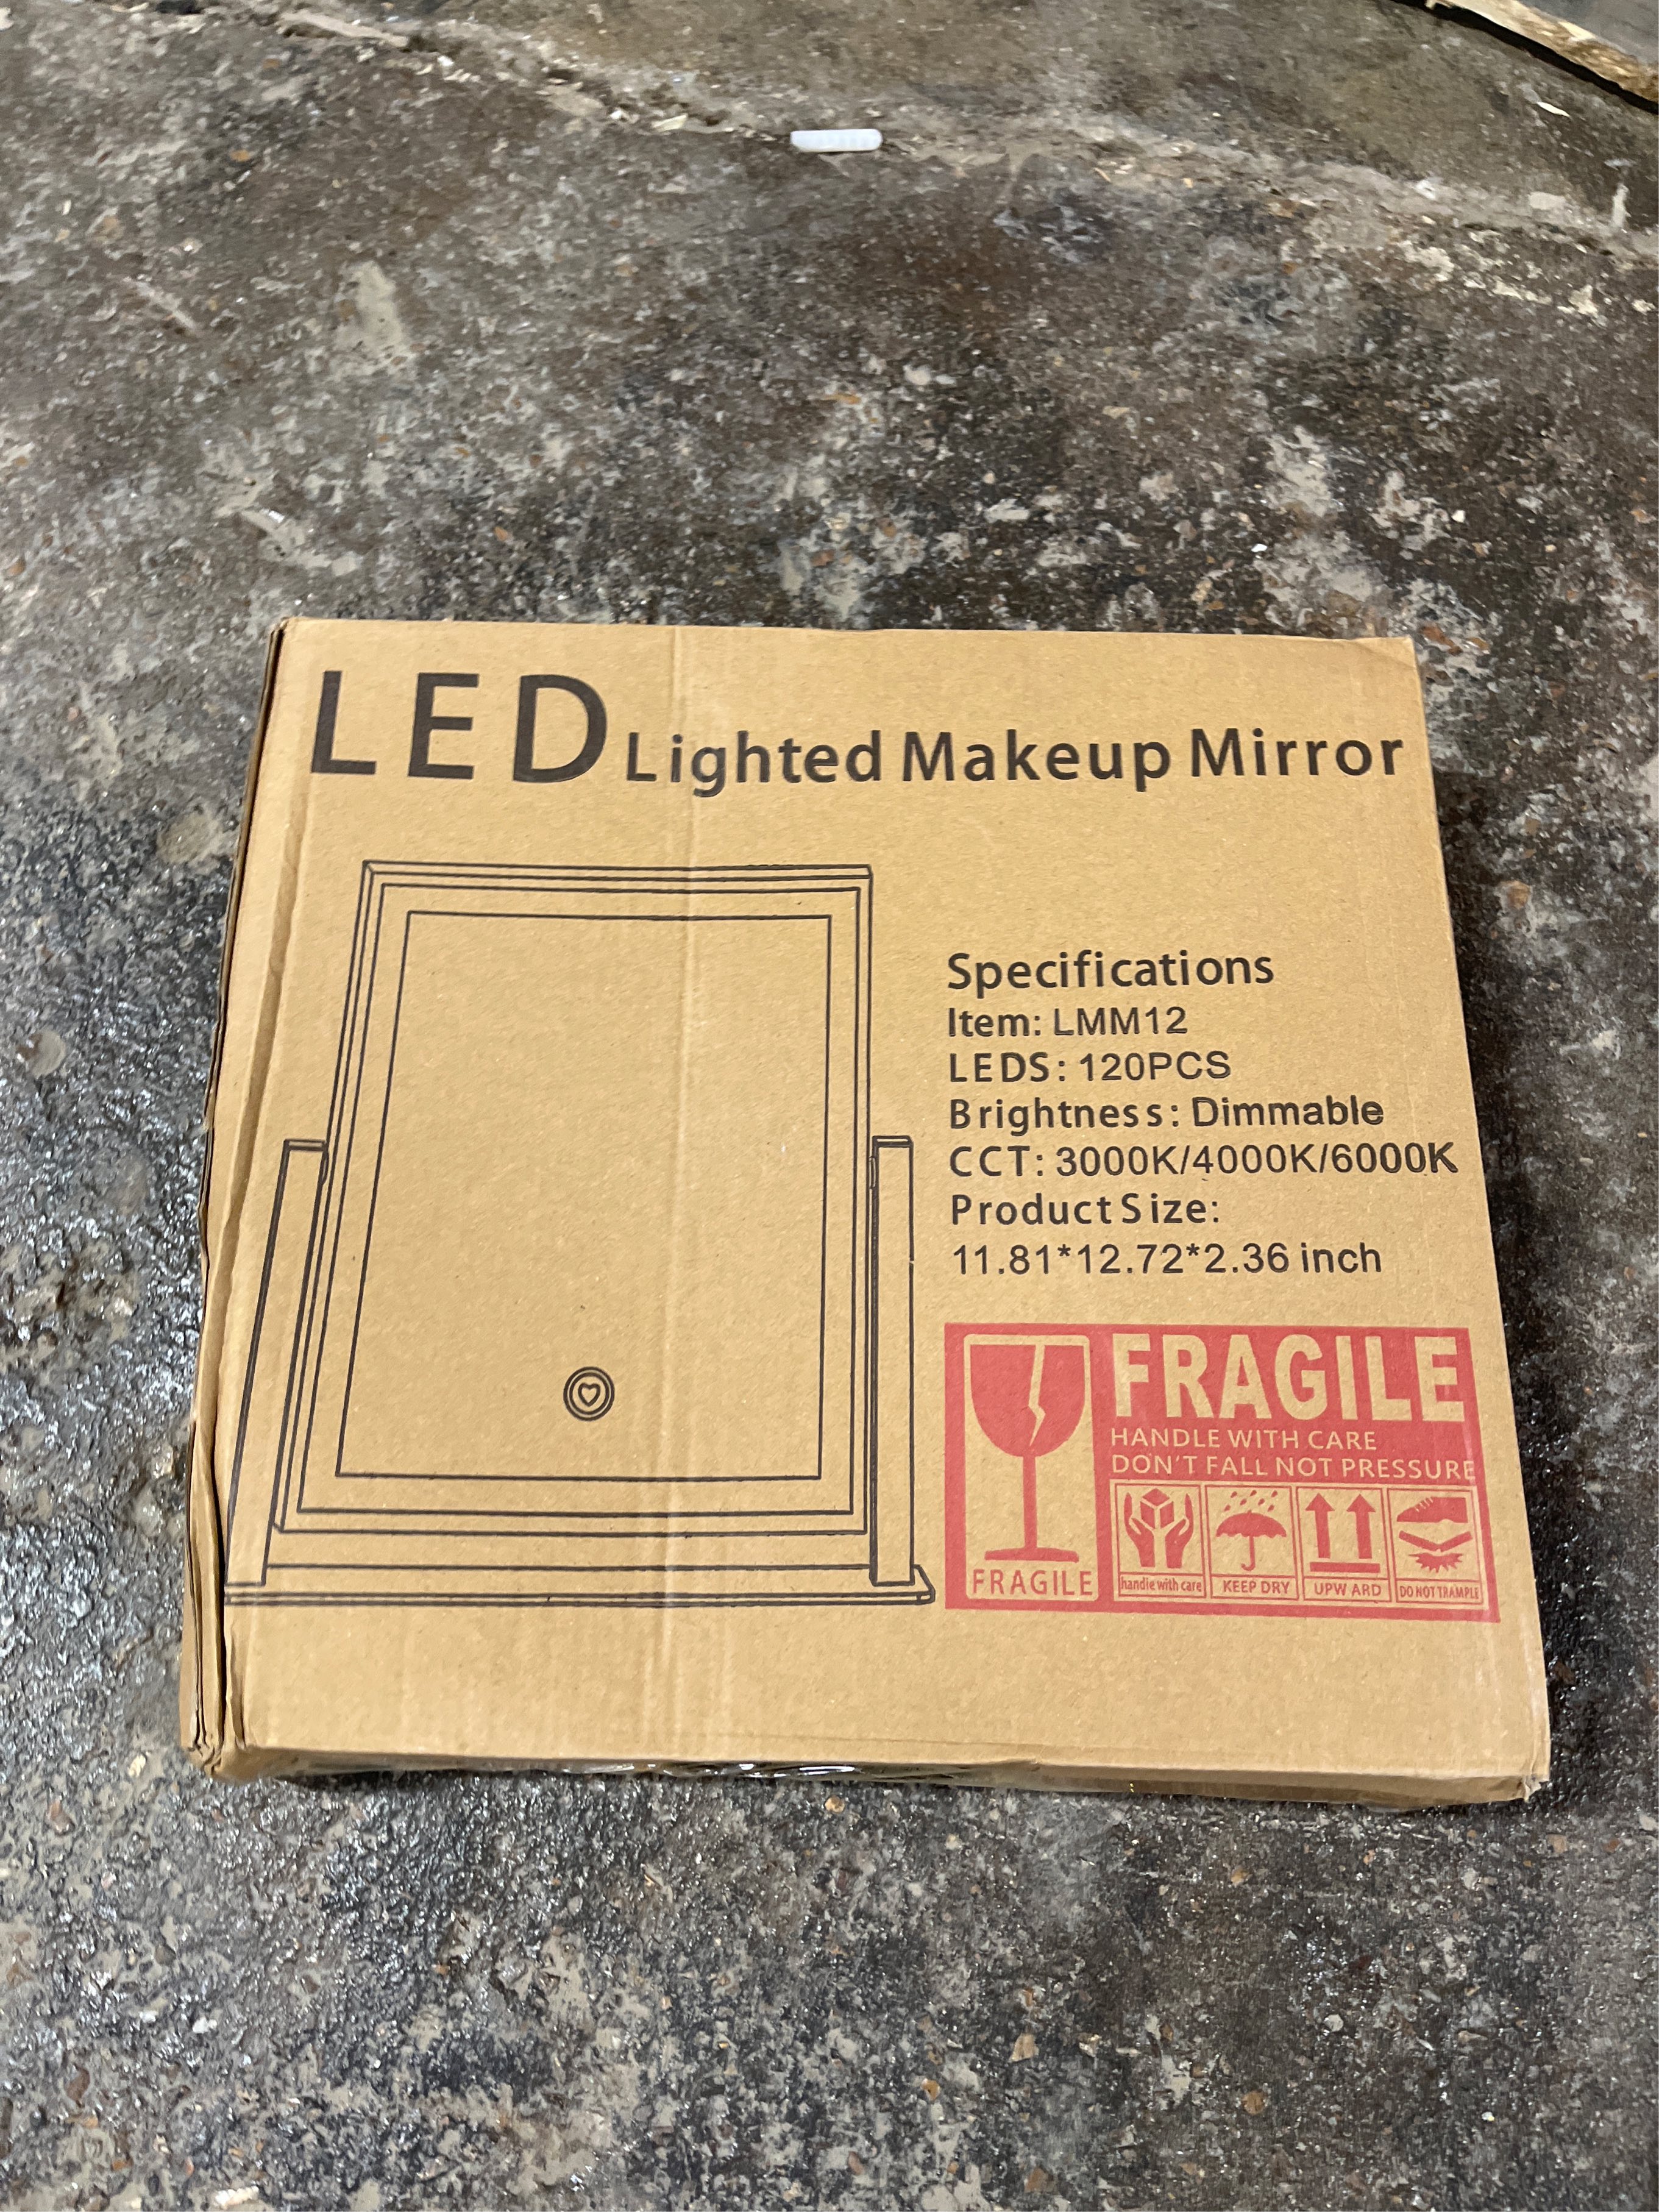 LED Lighted Makeup Mirror
Specifications
Item: LMM12
LEDS: 120PCS
Brightness: Dimmable
CCT: 3000K/4000K/6000K
Product Size:
11.81*12.72*2.36 inch
FRAGILE
HANDLE WITH CARE
DON'T FALL NOT PRESSURE
FRAGILE
handle with care
KEEP DRY
UPW ARD
DO NOT TRAMPLE